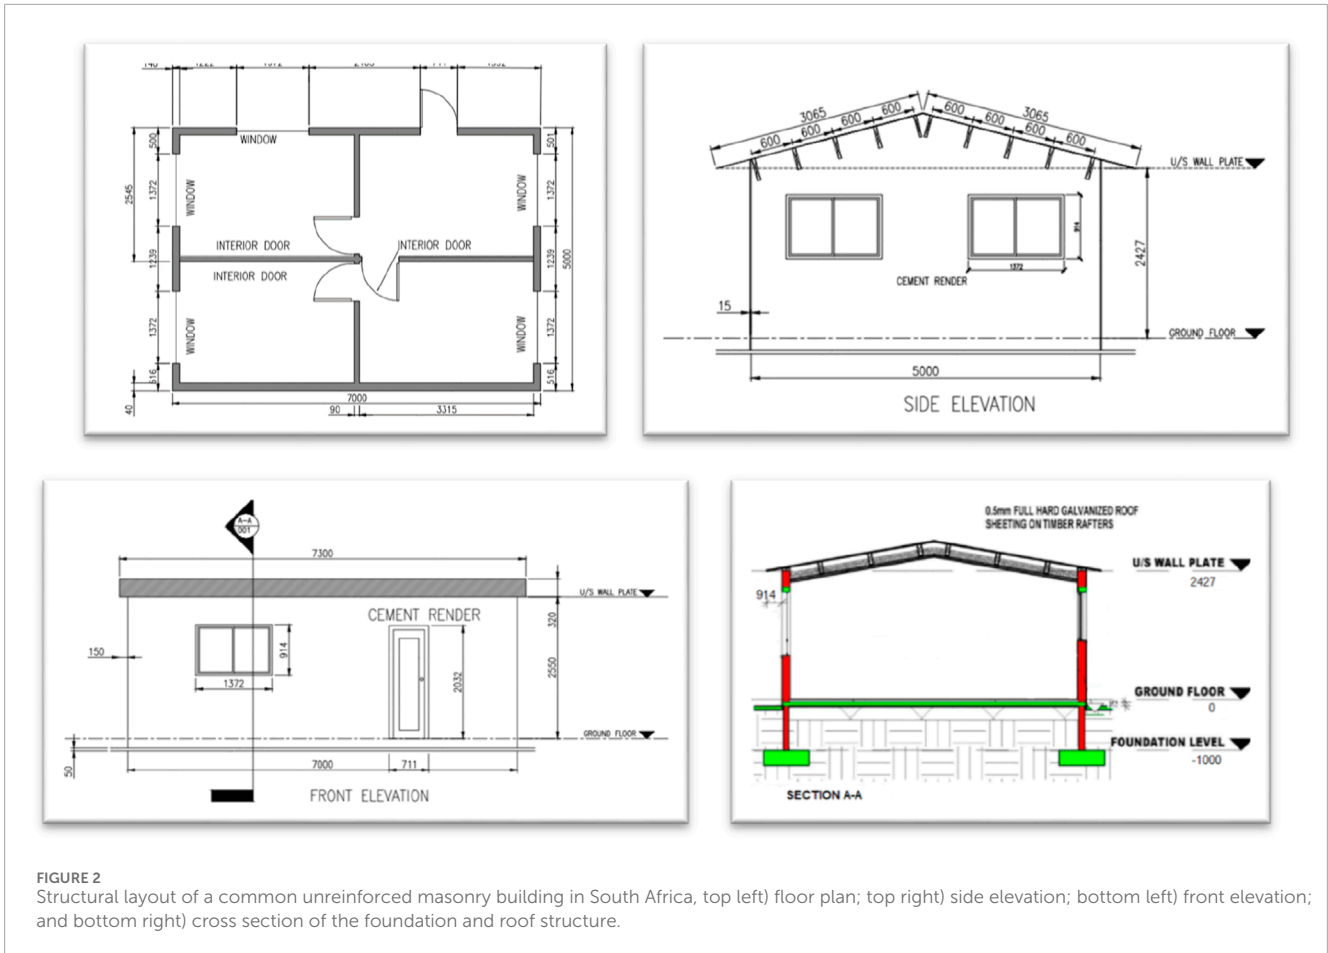 WINDOW
500
501
2545
1372
WINDOW
WINDOW
1372
INTERIOR DOOR
INTERIOR DOOR
1239
1239
5000
INTERIOR DOOR
1372
WINDOW
WINDOW
1372
516
516
40
7000
90
3315
3065
3065
600
600
600
600
600
600
600
600
U/S WALL PLATE
914
2427
1372
CEMENT RENDER
15
GROUND FLOOR
5000
SIDE ELEVATION
A-A
001
7300
U/S WALL PLATE
CEMENT RENDER
320
150
914
2550
1372
2032
GROUND FLOOR
50
7000
711
FRONT ELEVATION
0.5mm FULL HARD GALVANIZED ROOF
SHEETING ON TIMBER RAFTERS
U/S WALL PLATE
2427
914
GROUND FLOOR
0
FOUNDATION LEVEL
-1000
SECTION A-A
FIGURE 2
Structural layout of a common unreinforced masonry building in South Africa, top left) floor plan; top right) side elevation; bottom left) front elevation;
and bottom right) cross section of the foundation and roof structure.